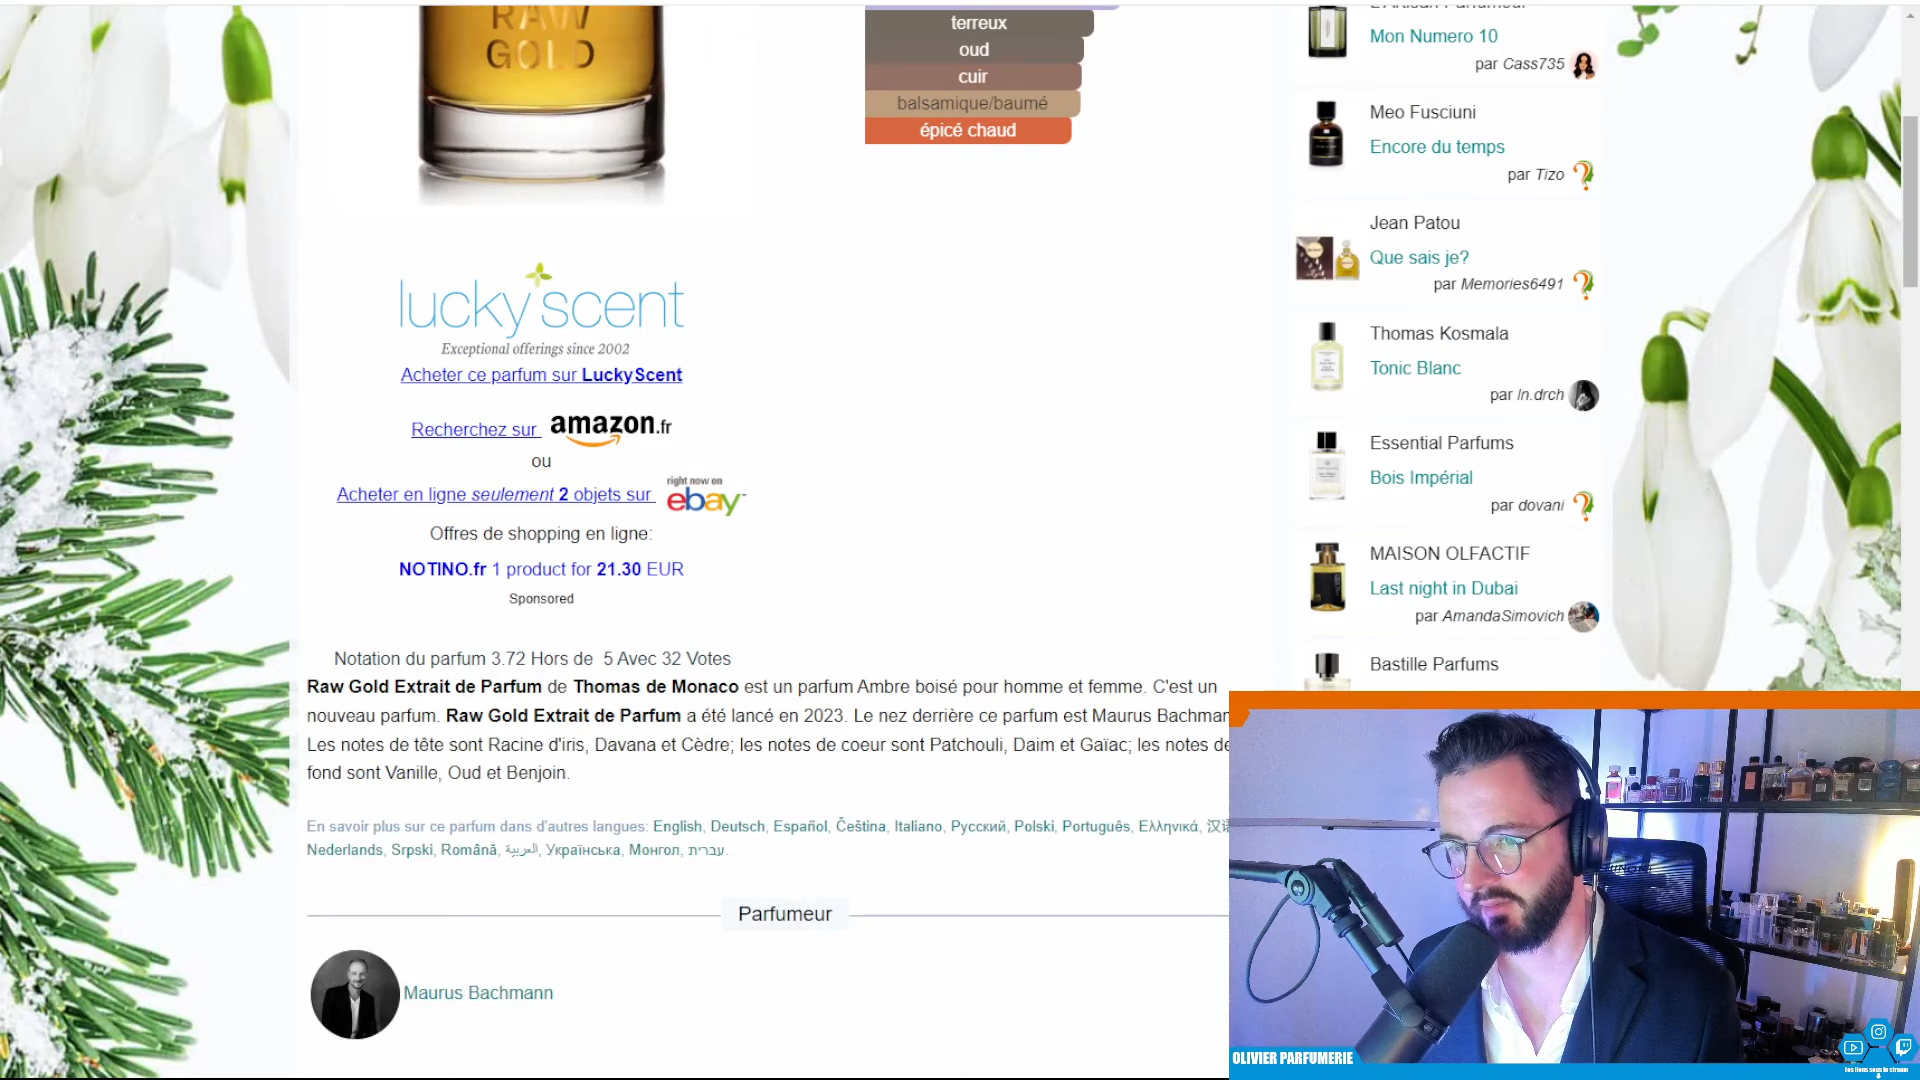 RAW
GOLD
terreux
oud
cuir
balsamique/baumé
épicé chaud
lucky scent
Exceptional offerings since 2002
Acheter ce parfum sur LuckyScent
Recherchez sur amazon.fr
ou
Acheter en ligne seulement 2 objets sur right now on ebay
Offres de shopping en ligne:
NOTINO.fr 1 product for 21.30 EUR
Sponsored
Notation du parfum 3.72 Hors de 5 Avec 32 Votes
Raw Gold Extrait de Parfum de Thomas de Monaco est un parfum Ambre boisé pour homme et femme. C'est un
nouveau parfum. Raw Gold Extrait de Parfum a été lancé en 2023. Le nez derrière ce parfum est Maurus Bachman
Les notes de tête sont Racine d'iris, Davana et Cèdre; les notes de coeur sont Patchouli, Daim et Gaïac; les notes de
fond sont Vanille, Oud et Benjoin.
En savoir plus sur ce parfum dans d'autres langues: English, Deutsch, Español, Čeština, Italiano, Русский, Polski, Português, Ελληνικά, 汉语
Nederlands, Srpski, Română, العربية, Українська, Монгол, עברית.
Parfumeur
Maurus Bachmann
L'Artisan Parfumeur
Mon Numero 10
par Cass735
Meo Fusciuni
Encore du temps
par Tizo
Jean Patou
Que sais je?
par Memories6491
Thomas Kosmala
Tonic Blanc
par In.drch
Essential Parfums
Bois Impérial
par dovani
MAISON OLFACTIF
Last night in Dubai
par AmandaSimovich
Bastille Parfums
OLIVIER PARFUMERIE
Les liens sous le stream